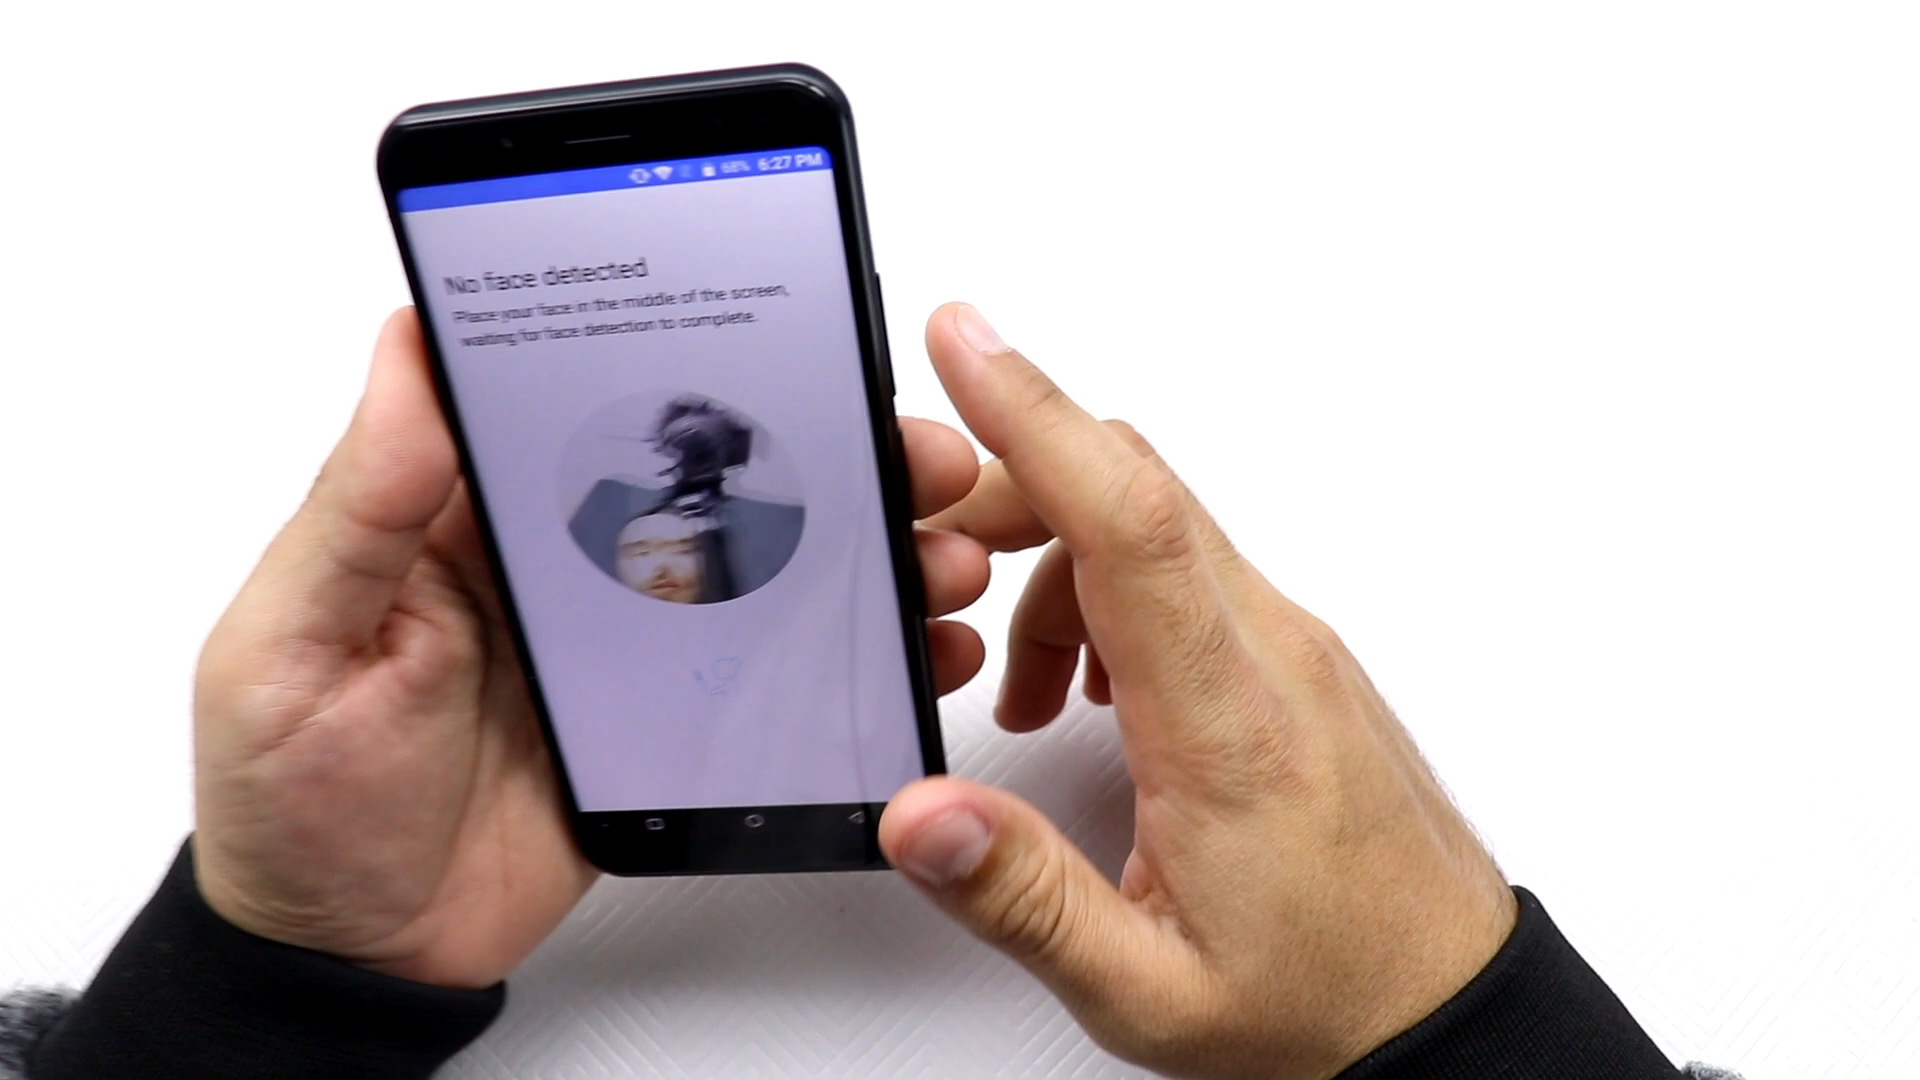 68% 6:27 PM
No face detected
Place your face in the middle of the screen,
waiting for face detection to complete.